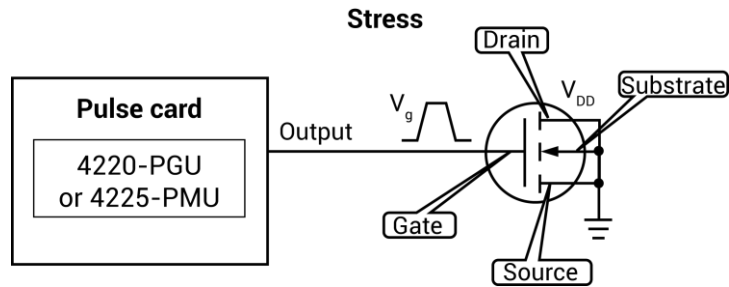 Stress
Drain
Pulse card
V_g
V_DD
Substrate
Output
4220-PGU
or 4225-PMU
Gate
Source